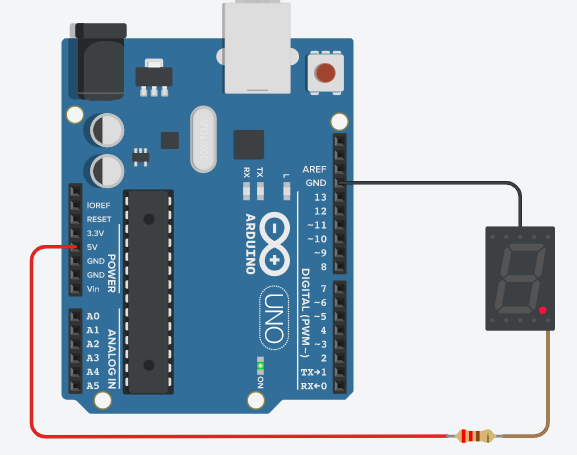 AREF
GND
13
12
~11
~10
~9
8
7
~6
~5
4
~3
2
TX→1
RX←0
DIGITAL (PWM~)
IOREF
RESET
3.3V
5V
GND
GND
Vin
POWER
A0
A1
A2
A3
A4
A5
ANALOG IN
RX
TX
L
ARDUINO
UNO
ON